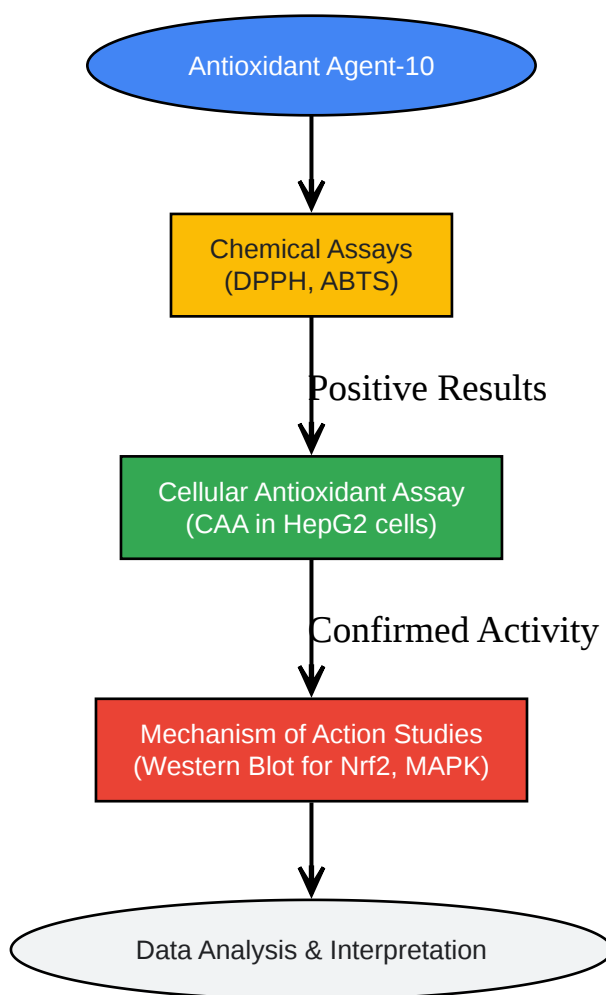 Antioxidant Agent-10
Chemical Assays
(DPPH, ABTS)
Positive Results
Cellular Antioxidant Assay
(CAA in HepG2 cells)
Confirmed Activity
Mechanism of Action Studies
(Western Blot for Nrf2, MAPK)
Data Analysis & Interpretation